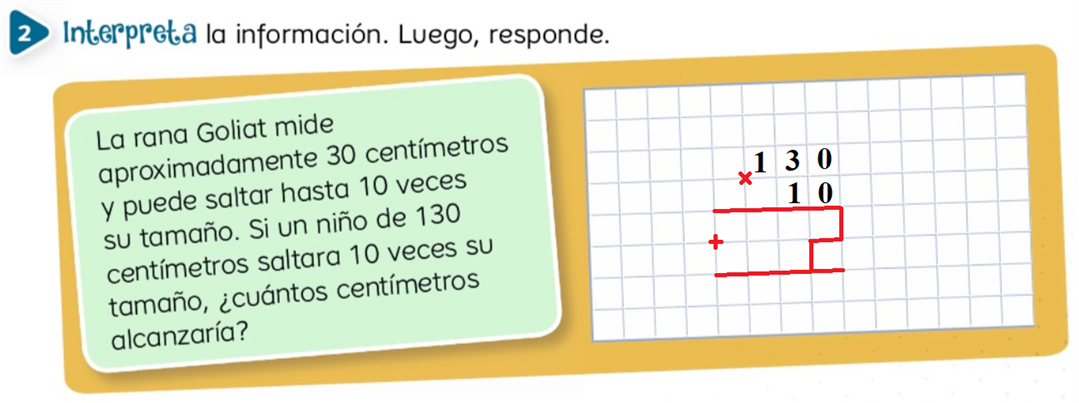 2 Interpreta la información. Luego, responde.
La rana Goliat mide
aproximadamente 30 centímetros
y puede saltar hasta 10 veces
su tamaño. Si un niño de 130
centímetros saltara 10 veces su
tamaño, ¿cuántos centímetros
alcanzaría?
1 3 0
×
1 0
+